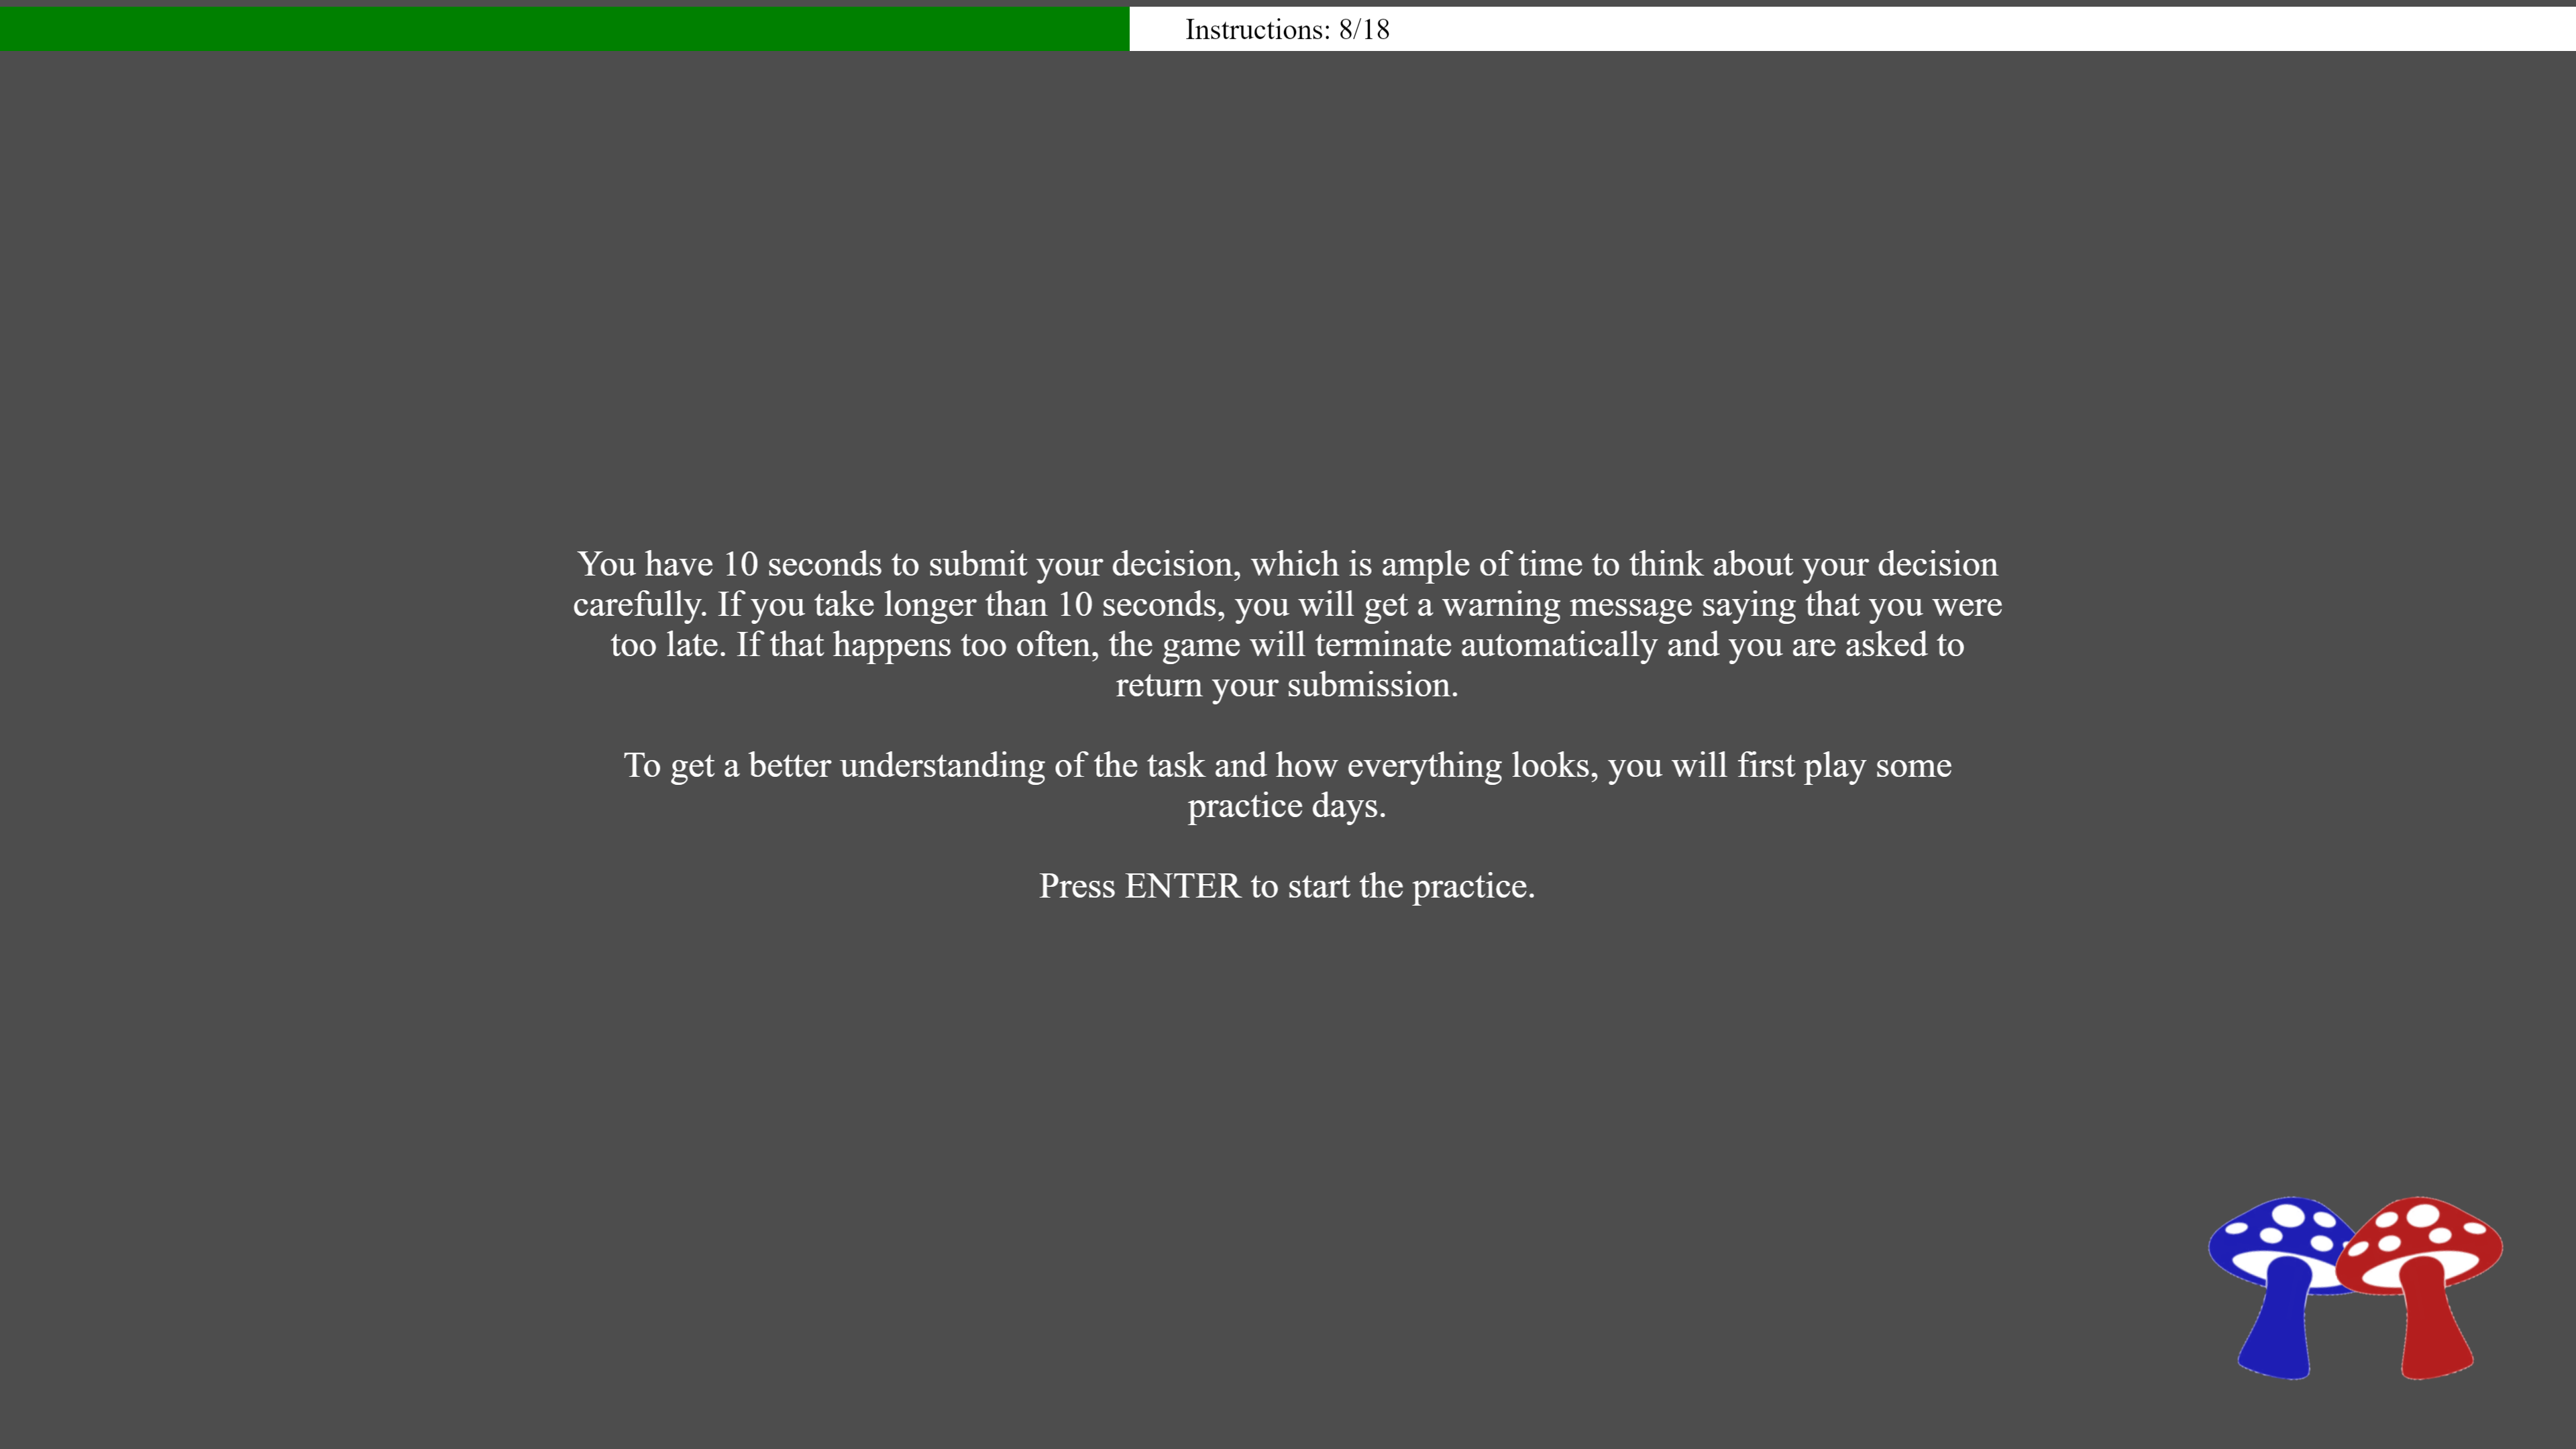 Instructions: 8/18
You have 10 seconds to submit your decision, which is ample of time to think about your decision
carefully. If you take longer than 10 seconds, you will get a warning message saying that you were
too late. If that happens too often, the game will terminate automatically and you are asked to
return your submission.
To get a better understanding of the task and how everything looks, you will first play some
practice days.
Press ENTER to start the practice.